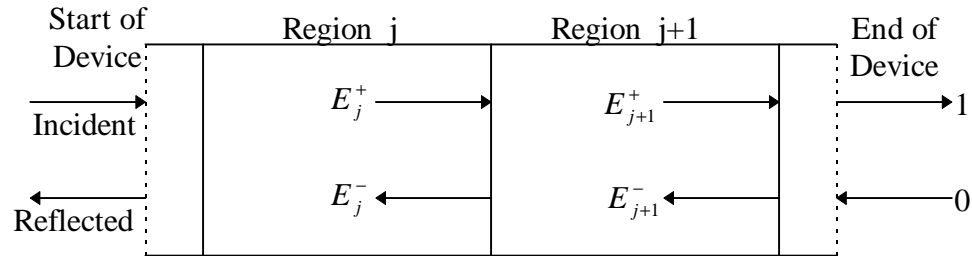 Start of
Device
Region j
Region j+1
End of
Device
E_j^+
E_{j+1}^+
1
Incident
E_j^-
E_{j+1}^-
0
Reflected